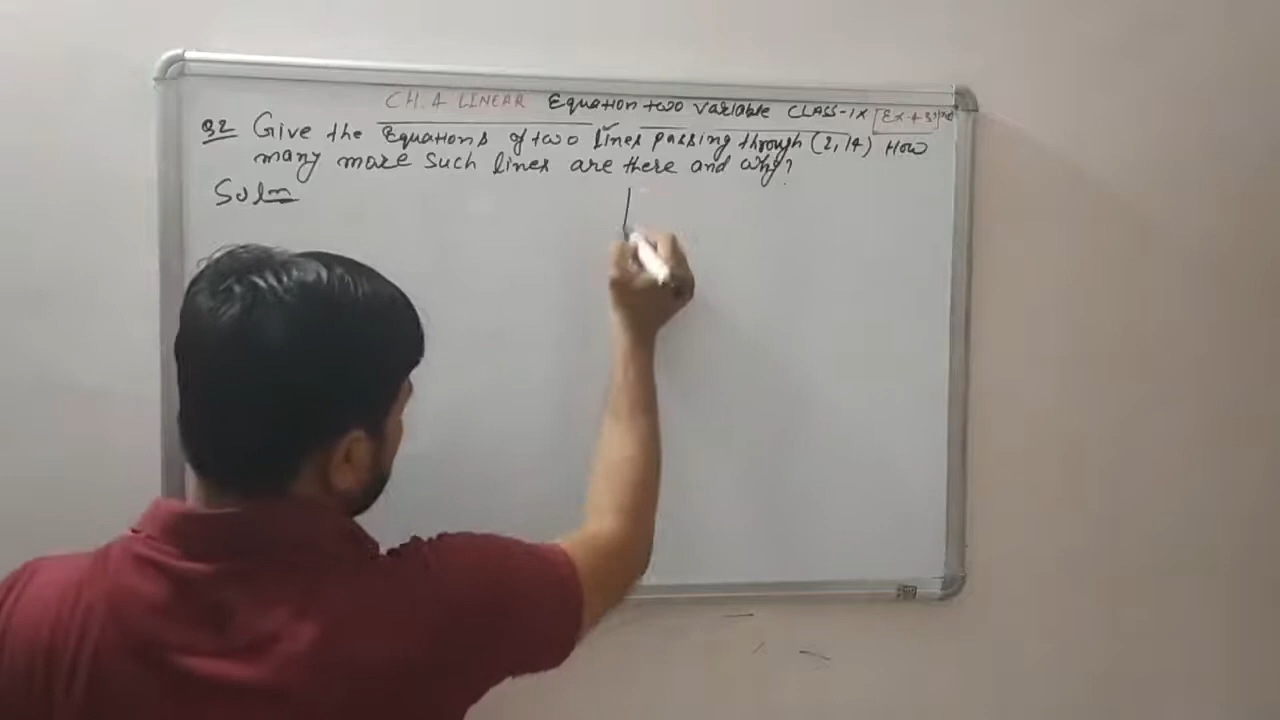 CH.4 LINEAR Equation two variable CLASS-IX [Ex 4.3]
Q2 Give the Equations of two lines passing through (2,14) How
many more such lines are there and why?
Soln